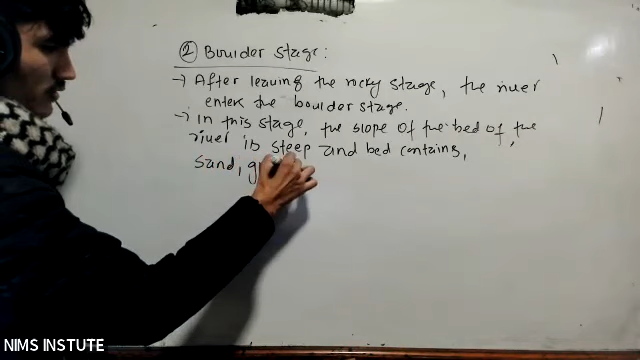 ② Boulder Stage:
→ After leaving the rocky stage, the river
enter the boulder stage.
→ In this stage, the slope of the bed of the
river is steep and bed contains,
sand, g
NIMS INSTUTE